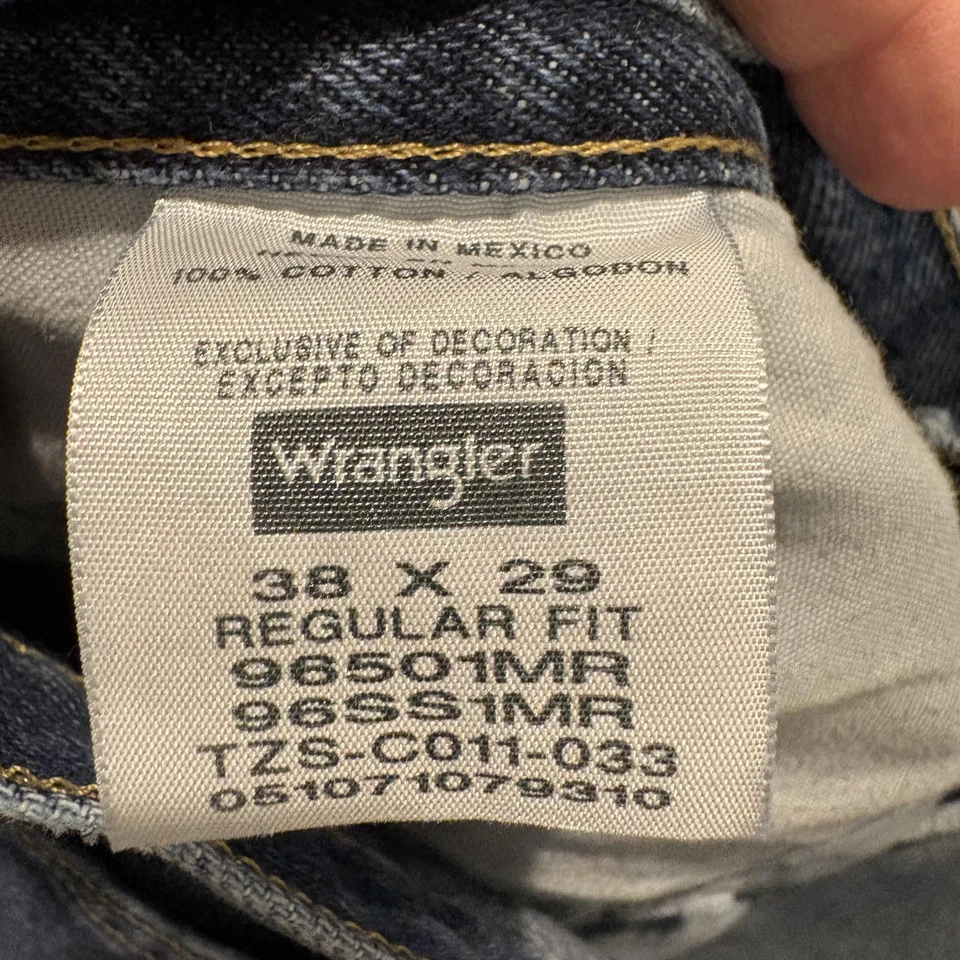 MADE IN MEXICO
100% COTTON / ALGODON
EXCLUSIVE OF DECORATION /
EXCEPTO DECORACION
Wrangler
38 X 29
REGULAR FIT
96501MR
96SS1MR
TZS-C011-033
051071079310